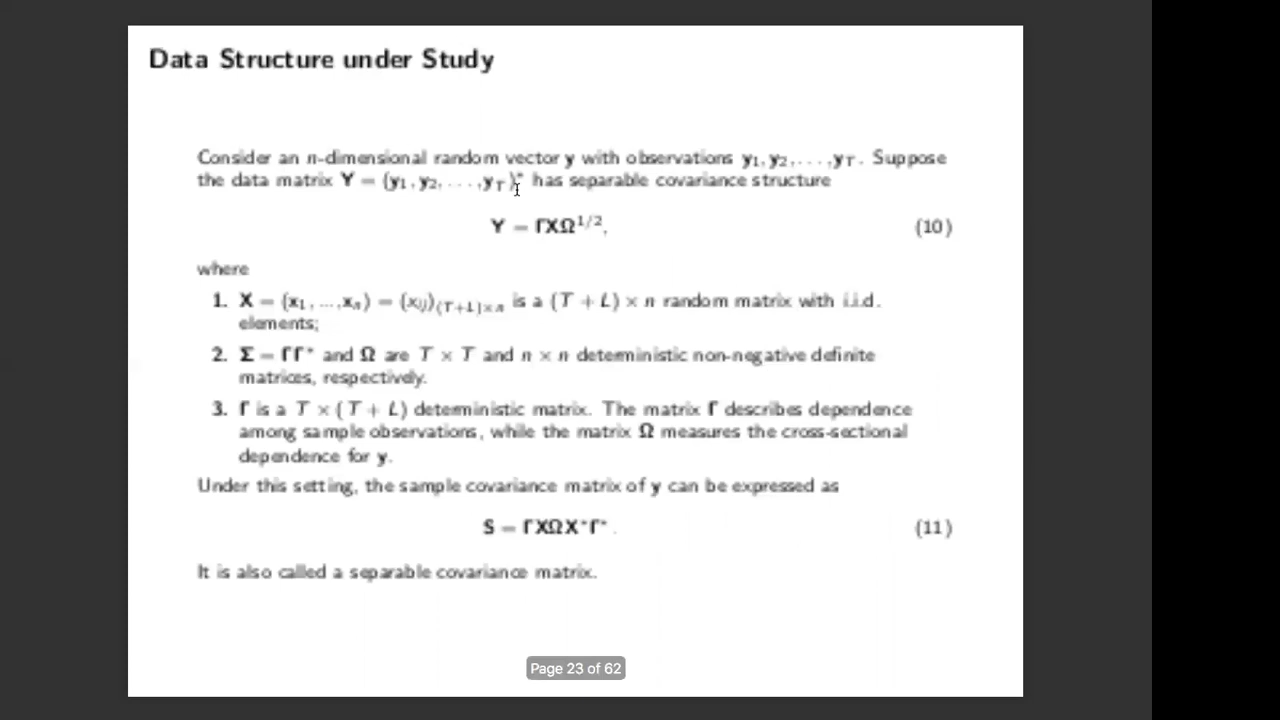 Data Structure under Study
Consider an n-dimensional random vector y with observations y₁, y₂, . . . , y_T. Suppose
the data matrix Y = (y₁, y₂, . . . , y_T)* has separable covariance structure
Y = ΓXΩ^{1/2}, (10)
where
1. X = (x₁, ..., xₙ) = (x_{ij})_{(T+L)×n} is a (T + L) × n random matrix with i.i.d.
elements;
2. Σ = ΓΓ* and Ω are T × T and n × n deterministic non-negative definite
matrices, respectively.
3. Γ is a T × (T + L) deterministic matrix. The matrix Γ describes dependence
among sample observations, while the matrix Ω measures the cross-sectional
dependence for y.
Under this setting, the sample covariance matrix of y can be expressed as
S = ΓXΩX*Γ* . (11)
It is also called a separable covariance matrix.
Page 23 of 62